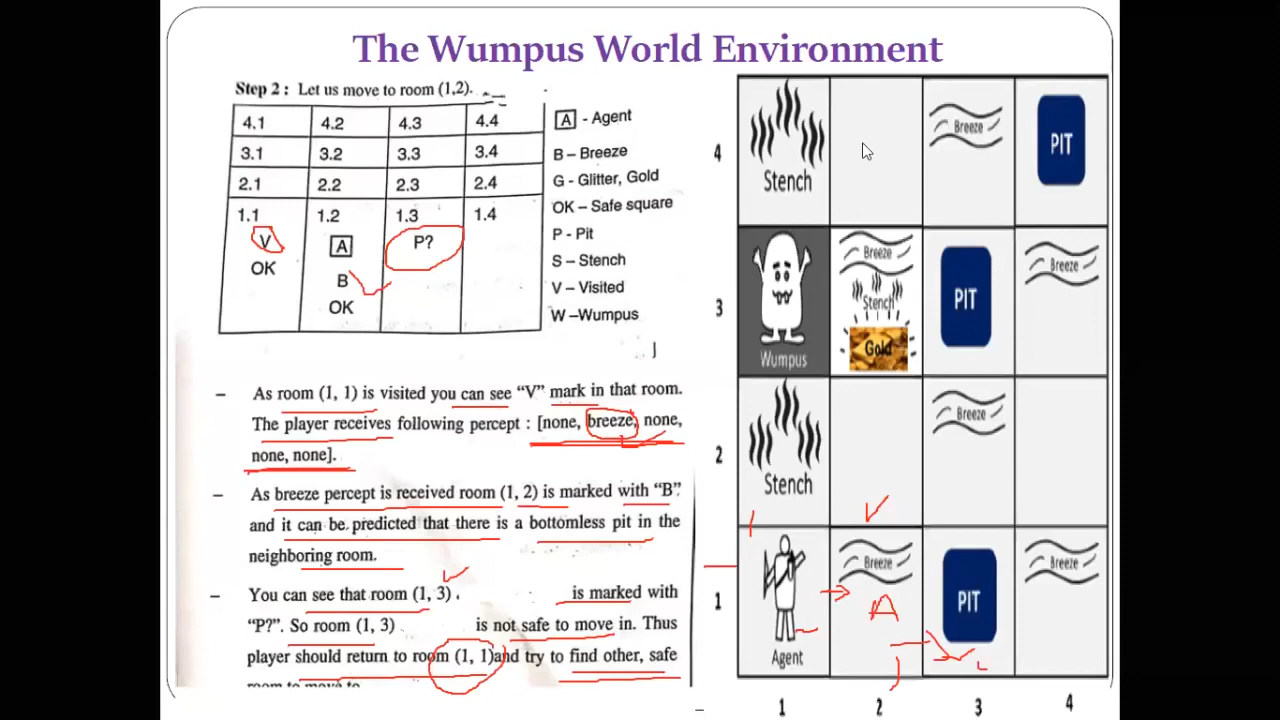 The Wumpus World Environment
Step 2 : Let us move to room (1,2).
4.1 4.2 4.3 4.4
3.1 3.2 3.3 3.4
2.1 2.2 2.3 2.4
1.1 1.2 1.3 1.4
V A P?
OK B
OK
A - Agent
B – Breeze
G - Glitter, Gold
OK – Safe square
P - Pit
S – Stench
V – Visited
W –Wumpus
– As room (1, 1) is visited you can see “V” mark in that room.
The player receives following percept : [none, breeze, none,
none, none].
– As breeze percept is received room (1, 2) is marked with “B”
and it can be predicted that there is a bottomless pit in the
neighboring room.
– You can see that room (1, 3) . is marked with
“P?”. So room (1, 3) is not safe to move in. Thus
player should return to room (1, 1)and try to find other, safe
room to move to
4
Stench
Breeze
PIT
3
Wumpus
Breeze
Stench
Gold
PIT
Breeze
2
Stench
Breeze
1
Agent
Breeze
A
PIT
Breeze
1 2 3 4